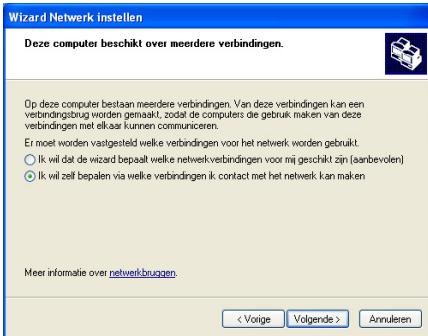 Wizard Netwerk instellen
Deze computer beschikt over meerdere verbindingen.
Op deze computer bestaan meerdere verbindingen. Van deze verbindingen kan een
verbindingsbrug worden gemaakt, zodat de computers die gebruik maken van deze
verbindingen met elkaar kunnen communiceren.
Er moet worden vastgesteld welke verbindingen voor het netwerk worden gebruikt.
Ik wil dat de wizard bepaalt welke netwerkverbindingen voor mij geschikt zijn (aanbevolen)
Ik wil zelf bepalen via welke verbindingen ik contact met het netwerk kan maken
Meer informatie over netwerkbruggen.
< Vorige Volgende > Annuleren